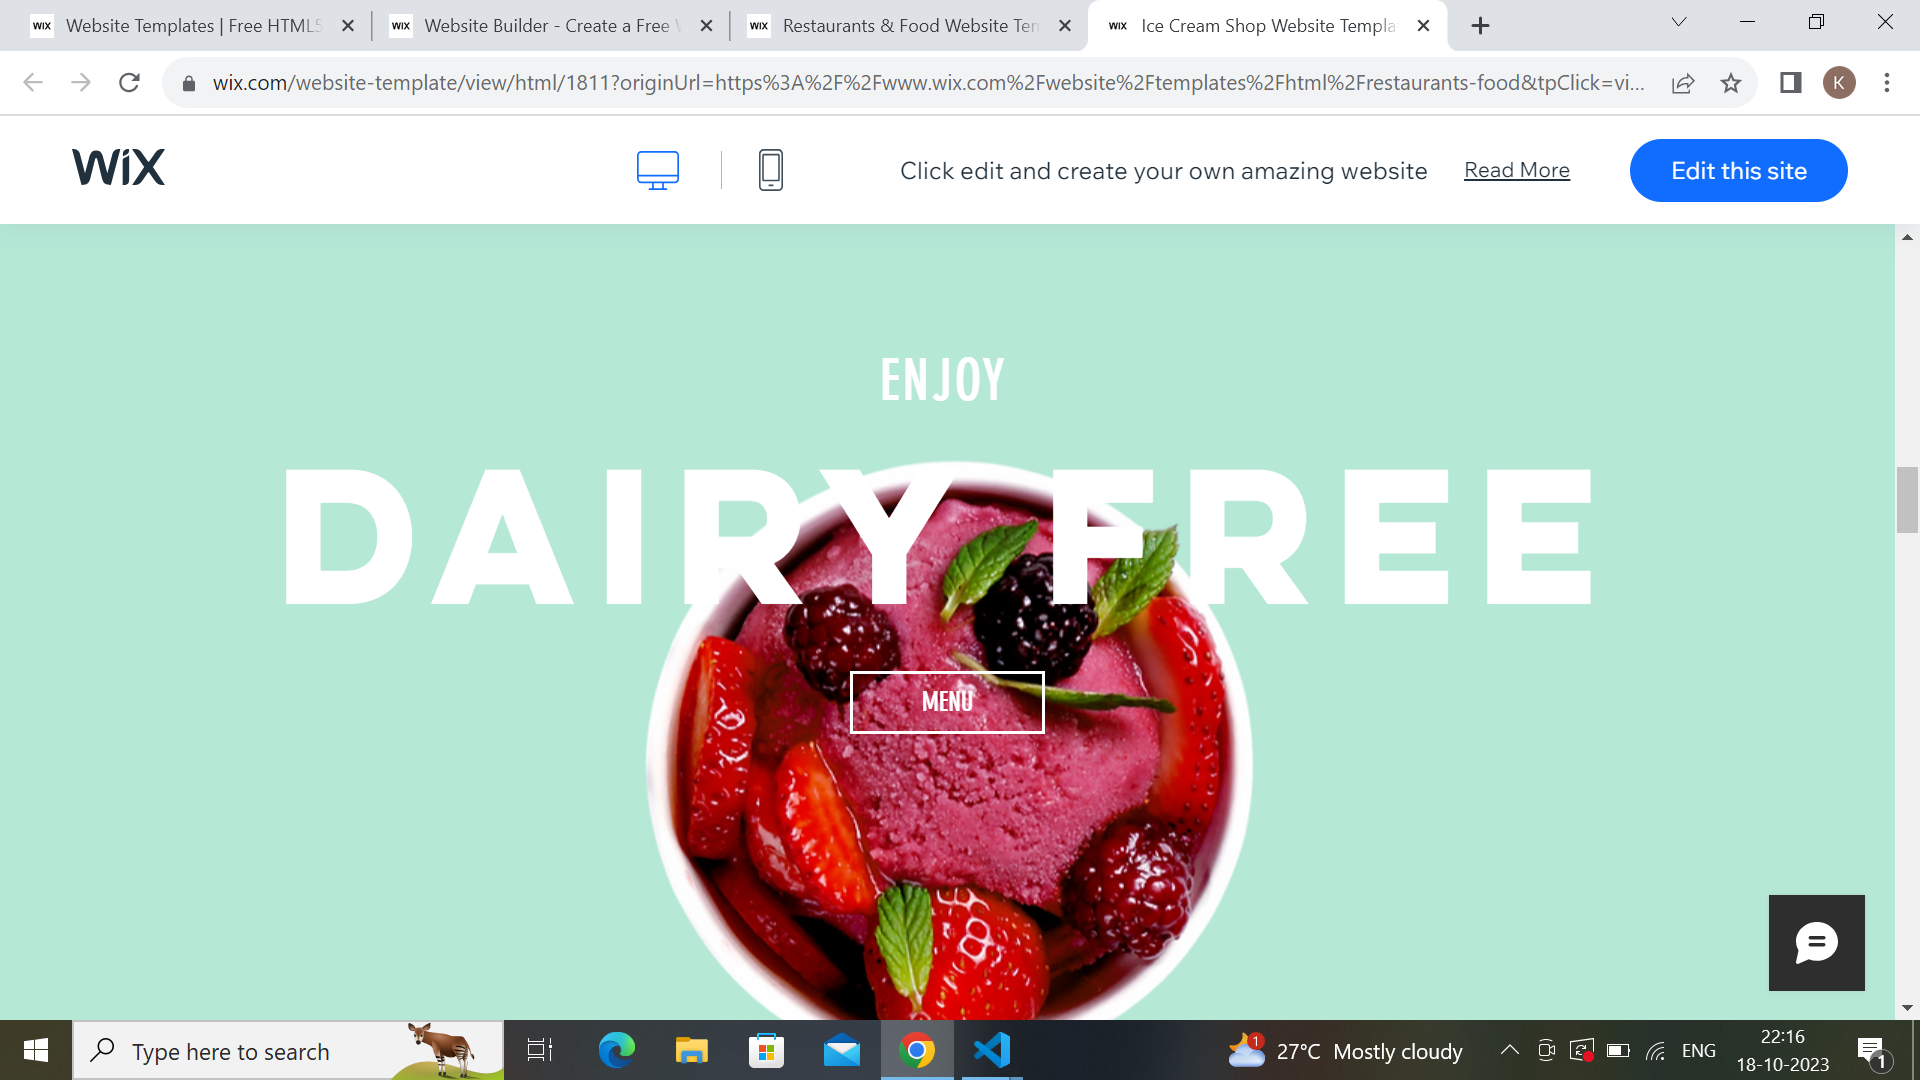 WiX Website Templates | Free HTML5
WiX Website Builder - Create a Free
WiX Restaurants & Food Website Ten
WiX Ice Cream Shop Website Templa
wix.com/website-template/view/html/1811?originUrl=https%3A%2F%2Fwww.wix.com%2Fwebsite%2Ftemplates%2Fhtml%2Frestaurants-food&tpClick=vi...
K
WiX
Click edit and create your own amazing website
Read More
Edit this site
ENJOY
DAIRY FREE
MENU
Type here to search
1
27°C Mostly cloudy
ENG
22:16
18-10-2023
1